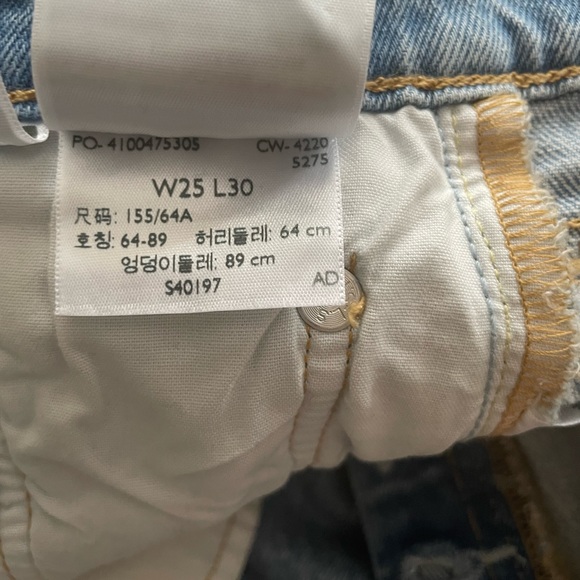 PO- 4100475305 CW- 4220
5275
W25 L30
尺码: 155/64A
호칭: 64-89 허리둘레: 64 cm
엉덩이둘레: 89 cm
S40197 AD